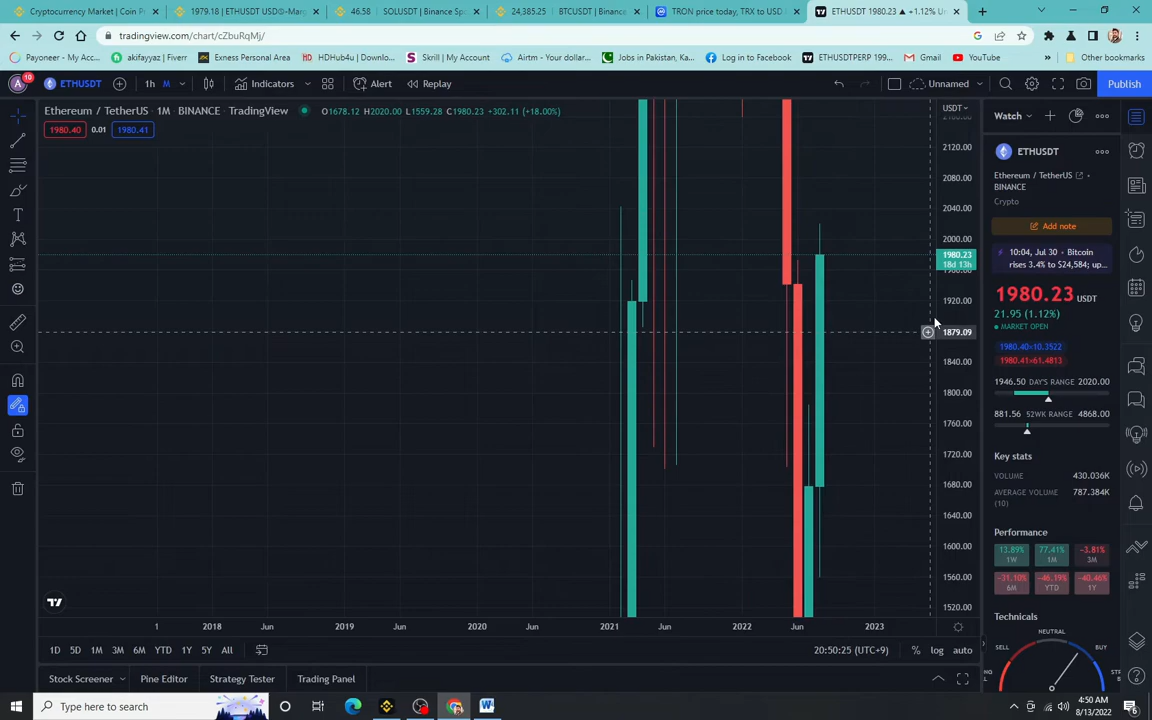 Cryptocurrency Market | Coin P
1979.18 | ETHUSD USD⊚-Marg
46.58 | SOLUSDT | Binance Spo
24,385.25 | BTCUSDT | Binance
TRON price today, TRX to USD
ETHUSDT 1980.23 ▲ +1.12% Un
tradingview.com/chart/cZbuRqMj/
Payoneer - My Acc...
akifayyaz | Fiverr
Exness Personal Area
HDHub4u | Download...
Skrill | My Account
Airtm - Your dollar...
Jobs in Pakistan, Ka...
Log in to Facebook
ETHUSDTPERP 199...
Gmail
YouTube
Other bookmarks
A 10
ETHUSDT
1h M
Indicators
Alert
Replay
Unnamed
Publish
Ethereum / TetherUS · 1M · BINANCE · TradingView
O1678.12 H2020.00 L1559.28 C1980.23 +302.11 (+18.00%)
1980.40 0.01 1980.41
USDT
2160.00
2120.00
2080.00
2040.00
2000.00
1980.23
18d 13h
1960.00
1920.00
1879.09
1840.00
1800.00
1760.00
1720.00
1680.00
1640.00
1600.00
1560.00
1520.00
1 2018 Jun 2019 Jun 2020 Jun 2021 Jun 2022 Jun 2023
Watch
ETHUSDT
Ethereum / TetherUS •
BINANCE
Crypto
Add note
10:04, Jul 30 • Bitcoin
rises 3.4% to $24,584; up...
1980.23 USDT
21.95 (1.12%)
MARKET OPEN
1980.40×10.3522
1980.41×61.4813
1946.50 DAY'S RANGE 2020.00
881.56 52WK RANGE 4868.00
Key stats
VOLUME 430.036K
AVERAGE VOLUME 787.384K
(10)
Performance
13.89% 77.41% −3.81%
1W 1M 3M
−46.19% −40.46%
6M YTD 1Y
Technicals
NEUTRAL
SELL BUY
1D 5D 1M 3M 6M YTD 1Y 5Y All
20:50:25 (UTC+9)
% log auto
Stock Screener
Pine Editor
Strategy Tester
Trading Panel
Type here to search
4:50 AM
8/13/2022
6